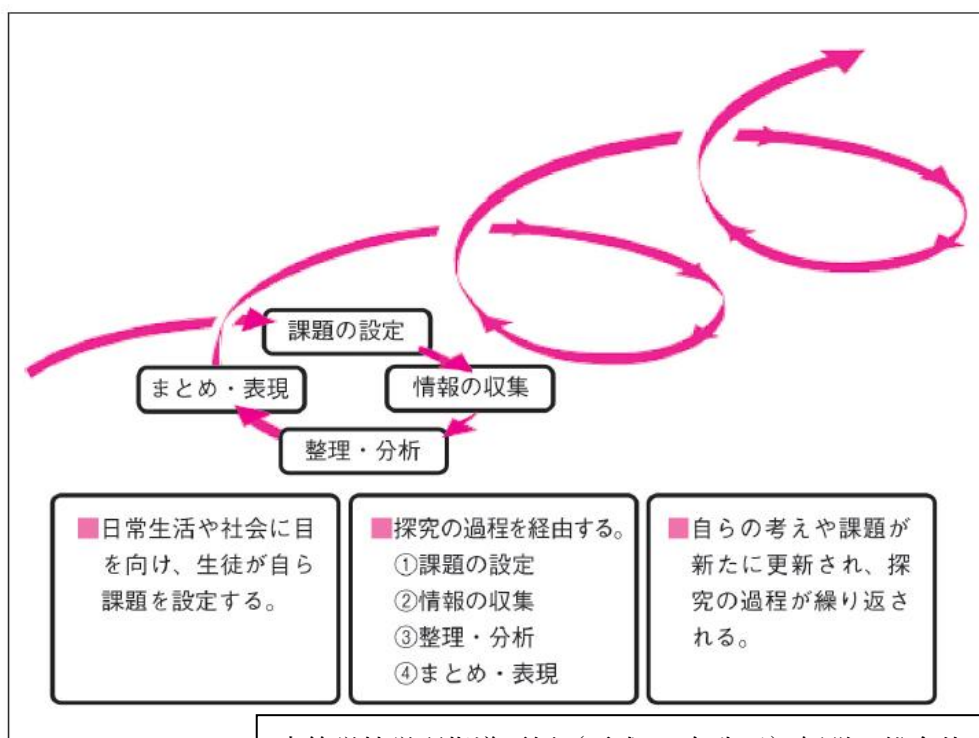 課題の設定
情報の収集
整理・分析
まとめ・表現
■日常生活や社会に目
を向け、生徒が自ら
課題を設定する。
■探究の過程を経由する。
①課題の設定
②情報の収集
③整理・分析
④まとめ・表現
■自らの考えや課題が
新たに更新され、探
究の過程が繰り返さ
れる。